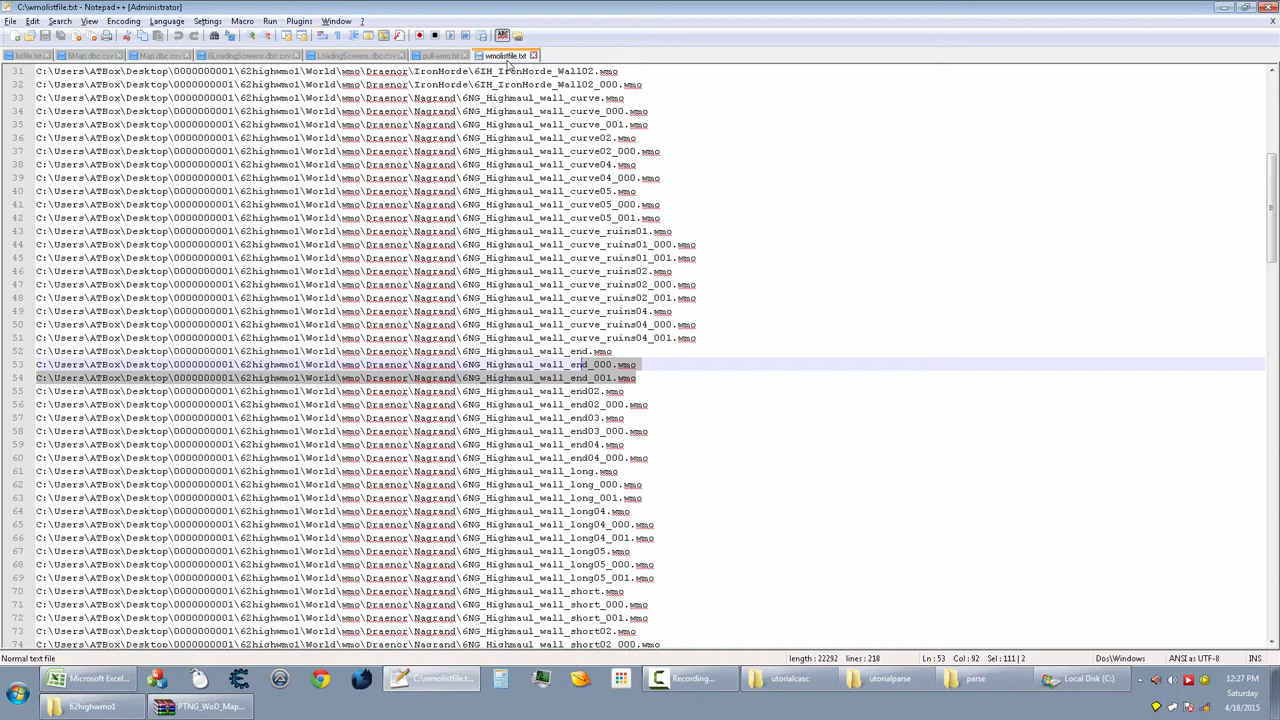 C:\wmolistfile.txt - Notepad++ [Administrator]
File Edit Search View Encoding Language Settings Macro Run Plugins Window ?
listfile.txt 6Map.dbc.csv Map.dbc.csv 6LoadingScreens.dbc.csv LoadingScreens.dbc.csv pull-wmo.txt wmolistfile.txt
31 C:\Users\ATBox\Desktop\0000000001\62highwmo1\World\wmo\Draenor\IronHorde\6IH_IronHorde_Wall02.wmo
32 C:\Users\ATBox\Desktop\0000000001\62highwmo1\World\wmo\Draenor\IronHorde\6IH_IronHorde_Wall02_000.wmo
33 C:\Users\ATBox\Desktop\0000000001\62highwmo1\World\wmo\Draenor\Nagrand\6NG_Highmaul_wall_curve.wmo
34 C:\Users\ATBox\Desktop\0000000001\62highwmo1\World\wmo\Draenor\Nagrand\6NG_Highmaul_wall_curve_000.wmo
35 C:\Users\ATBox\Desktop\0000000001\62highwmo1\World\wmo\Draenor\Nagrand\6NG_Highmaul_wall_curve_001.wmo
36 C:\Users\ATBox\Desktop\0000000001\62highwmo1\World\wmo\Draenor\Nagrand\6NG_Highmaul_wall_curve02.wmo
37 C:\Users\ATBox\Desktop\0000000001\62highwmo1\World\wmo\Draenor\Nagrand\6NG_Highmaul_wall_curve02_000.wmo
38 C:\Users\ATBox\Desktop\0000000001\62highwmo1\World\wmo\Draenor\Nagrand\6NG_Highmaul_wall_curve04.wmo
39 C:\Users\ATBox\Desktop\0000000001\62highwmo1\World\wmo\Draenor\Nagrand\6NG_Highmaul_wall_curve04_000.wmo
40 C:\Users\ATBox\Desktop\0000000001\62highwmo1\World\wmo\Draenor\Nagrand\6NG_Highmaul_wall_curve05.wmo
41 C:\Users\ATBox\Desktop\0000000001\62highwmo1\World\wmo\Draenor\Nagrand\6NG_Highmaul_wall_curve05_000.wmo
42 C:\Users\ATBox\Desktop\0000000001\62highwmo1\World\wmo\Draenor\Nagrand\6NG_Highmaul_wall_curve05_001.wmo
43 C:\Users\ATBox\Desktop\0000000001\62highwmo1\World\wmo\Draenor\Nagrand\6NG_Highmaul_wall_curve_ruins01.wmo
44 C:\Users\ATBox\Desktop\0000000001\62highwmo1\World\wmo\Draenor\Nagrand\6NG_Highmaul_wall_curve_ruins01_000.wmo
45 C:\Users\ATBox\Desktop\0000000001\62highwmo1\World\wmo\Draenor\Nagrand\6NG_Highmaul_wall_curve_ruins01_001.wmo
46 C:\Users\ATBox\Desktop\0000000001\62highwmo1\World\wmo\Draenor\Nagrand\6NG_Highmaul_wall_curve_ruins02.wmo
47 C:\Users\ATBox\Desktop\0000000001\62highwmo1\World\wmo\Draenor\Nagrand\6NG_Highmaul_wall_curve_ruins02_000.wmo
48 C:\Users\ATBox\Desktop\0000000001\62highwmo1\World\wmo\Draenor\Nagrand\6NG_Highmaul_wall_curve_ruins02_001.wmo
49 C:\Users\ATBox\Desktop\0000000001\62highwmo1\World\wmo\Draenor\Nagrand\6NG_Highmaul_wall_curve_ruins04.wmo
50 C:\Users\ATBox\Desktop\0000000001\62highwmo1\World\wmo\Draenor\Nagrand\6NG_Highmaul_wall_curve_ruins04_000.wmo
51 C:\Users\ATBox\Desktop\0000000001\62highwmo1\World\wmo\Draenor\Nagrand\6NG_Highmaul_wall_curve_ruins04_001.wmo
52 C:\Users\ATBox\Desktop\0000000001\62highwmo1\World\wmo\Draenor\Nagrand\6NG_Highmaul_wall_end.wmo
53 C:\Users\ATBox\Desktop\0000000001\62highwmo1\World\wmo\Draenor\Nagrand\6NG_Highmaul_wall_end_000.wmo
54 C:\Users\ATBox\Desktop\0000000001\62highwmo1\World\wmo\Draenor\Nagrand\6NG_Highmaul_wall_end_001.wmo
55 C:\Users\ATBox\Desktop\0000000001\62highwmo1\World\wmo\Draenor\Nagrand\6NG_Highmaul_wall_end02.wmo
56 C:\Users\ATBox\Desktop\0000000001\62highwmo1\World\wmo\Draenor\Nagrand\6NG_Highmaul_wall_end02_000.wmo
57 C:\Users\ATBox\Desktop\0000000001\62highwmo1\World\wmo\Draenor\Nagrand\6NG_Highmaul_wall_end03.wmo
58 C:\Users\ATBox\Desktop\0000000001\62highwmo1\World\wmo\Draenor\Nagrand\6NG_Highmaul_wall_end03_000.wmo
59 C:\Users\ATBox\Desktop\0000000001\62highwmo1\World\wmo\Draenor\Nagrand\6NG_Highmaul_wall_end04.wmo
60 C:\Users\ATBox\Desktop\0000000001\62highwmo1\World\wmo\Draenor\Nagrand\6NG_Highmaul_wall_end04_000.wmo
61 C:\Users\ATBox\Desktop\0000000001\62highwmo1\World\wmo\Draenor\Nagrand\6NG_Highmaul_wall_long.wmo
62 C:\Users\ATBox\Desktop\0000000001\62highwmo1\World\wmo\Draenor\Nagrand\6NG_Highmaul_wall_long_000.wmo
63 C:\Users\ATBox\Desktop\0000000001\62highwmo1\World\wmo\Draenor\Nagrand\6NG_Highmaul_wall_long_001.wmo
64 C:\Users\ATBox\Desktop\0000000001\62highwmo1\World\wmo\Draenor\Nagrand\6NG_Highmaul_wall_long04.wmo
65 C:\Users\ATBox\Desktop\0000000001\62highwmo1\World\wmo\Draenor\Nagrand\6NG_Highmaul_wall_long04_000.wmo
66 C:\Users\ATBox\Desktop\0000000001\62highwmo1\World\wmo\Draenor\Nagrand\6NG_Highmaul_wall_long04_001.wmo
67 C:\Users\ATBox\Desktop\0000000001\62highwmo1\World\wmo\Draenor\Nagrand\6NG_Highmaul_wall_long05.wmo
68 C:\Users\ATBox\Desktop\0000000001\62highwmo1\World\wmo\Draenor\Nagrand\6NG_Highmaul_wall_long05_000.wmo
69 C:\Users\ATBox\Desktop\0000000001\62highwmo1\World\wmo\Draenor\Nagrand\6NG_Highmaul_wall_long05_001.wmo
70 C:\Users\ATBox\Desktop\0000000001\62highwmo1\World\wmo\Draenor\Nagrand\6NG_Highmaul_wall_short.wmo
71 C:\Users\ATBox\Desktop\0000000001\62highwmo1\World\wmo\Draenor\Nagrand\6NG_Highmaul_wall_short_000.wmo
72 C:\Users\ATBox\Desktop\0000000001\62highwmo1\World\wmo\Draenor\Nagrand\6NG_Highmaul_wall_short_001.wmo
73 C:\Users\ATBox\Desktop\0000000001\62highwmo1\World\wmo\Draenor\Nagrand\6NG_Highmaul_wall_short02.wmo
74 C:\Users\ATBox\Desktop\0000000001\62highwmo1\World\wmo\Draenor\Nagrand\6NG_Highmaul_wall_short02_000.wmo
Normal text file length : 22292 lines : 218 Ln : 53 Col : 92 Sel : 111 | 2 Dos\Windows ANSI as UTF-8 INS
Microsoft Excel... C:\wmolistfile.t... Recording... utorialcasc utorialparse parse Local Disk (C:) 12:27 PM
Saturday
62highwmo1 PTNG_WoD_Map... 4/18/2015